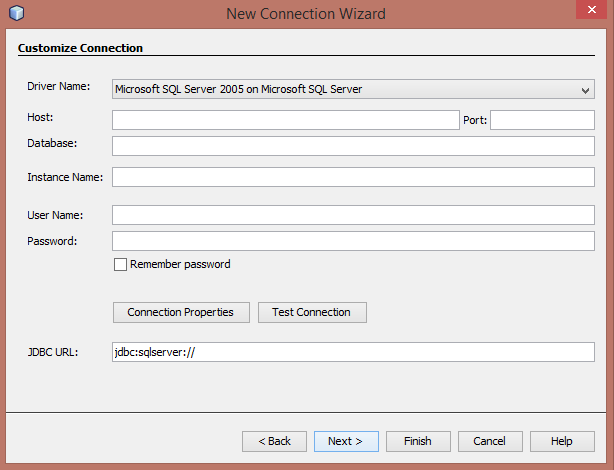 New Connection Wizard
Customize Connection
Driver Name: Microsoft SQL Server 2005 on Microsoft SQL Server
Host: Port:
Database:
Instance Name:
User Name:
Password:
Remember password
Connection Properties Test Connection
JDBC URL: jdbc:sqlserver://
< Back Next > Finish Cancel Help